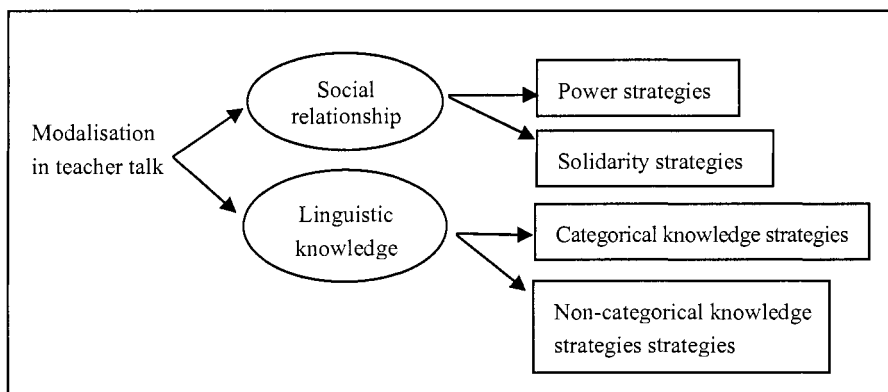 Modalisation
in teacher talk
Social
relationship
Linguistic
knowledge
Power strategies
Solidarity strategies
Categorical knowledge strategies
Non-categorical knowledge
strategies strategies